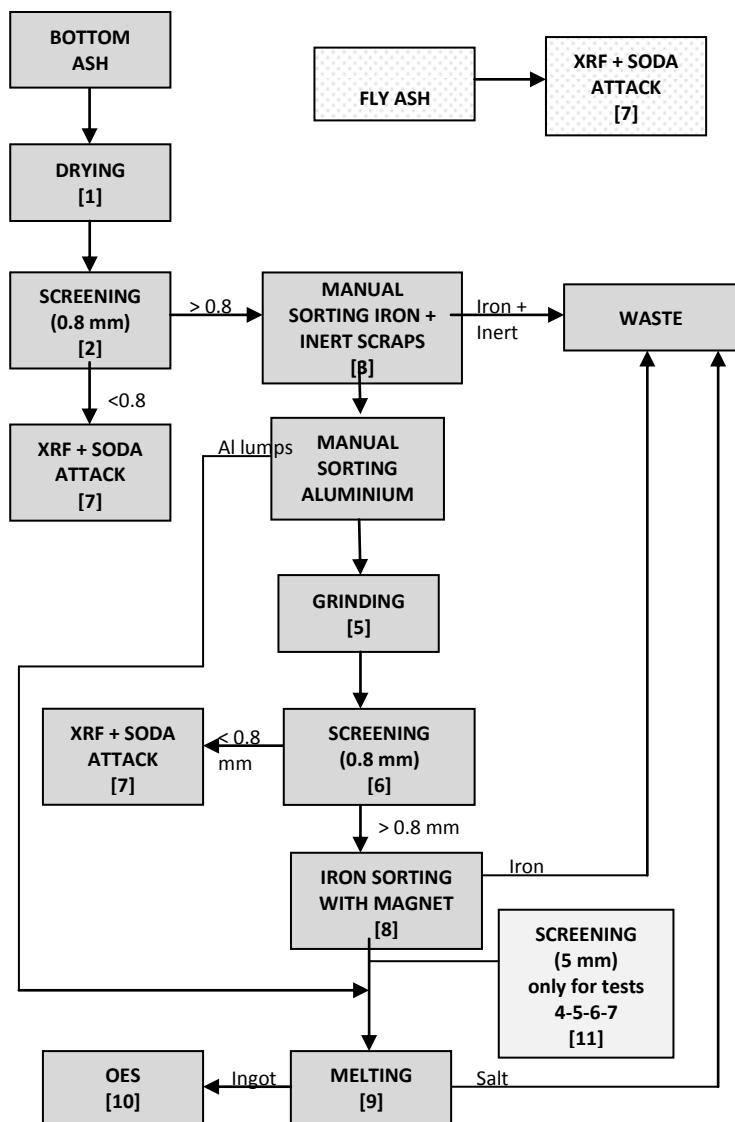 BOTTOM
ASH
FLY ASH
XRF + SODA
ATTACK
[7]
DRYING
[1]
SCREENING
(0.8 mm)
[2]
> 0.8
MANUAL
SORTING IRON +
INERT SCRAPS
[3]
Iron +
Inert
WASTE
<0.8
XRF + SODA
ATTACK
[7]
Al lumps
MANUAL
SORTING
ALUMINIUM
GRINDING
[5]
XRF + SODA
ATTACK
[7]
< 0.8
mm
SCREENING
(0.8 mm)
[6]
> 0.8 mm
IRON SORTING
WITH MAGNET
[8]
Iron
SCREENING
(5 mm)
only for tests
4-5-6-7
[11]
OES
[10]
Ingot
MELTING
[9]
Salt